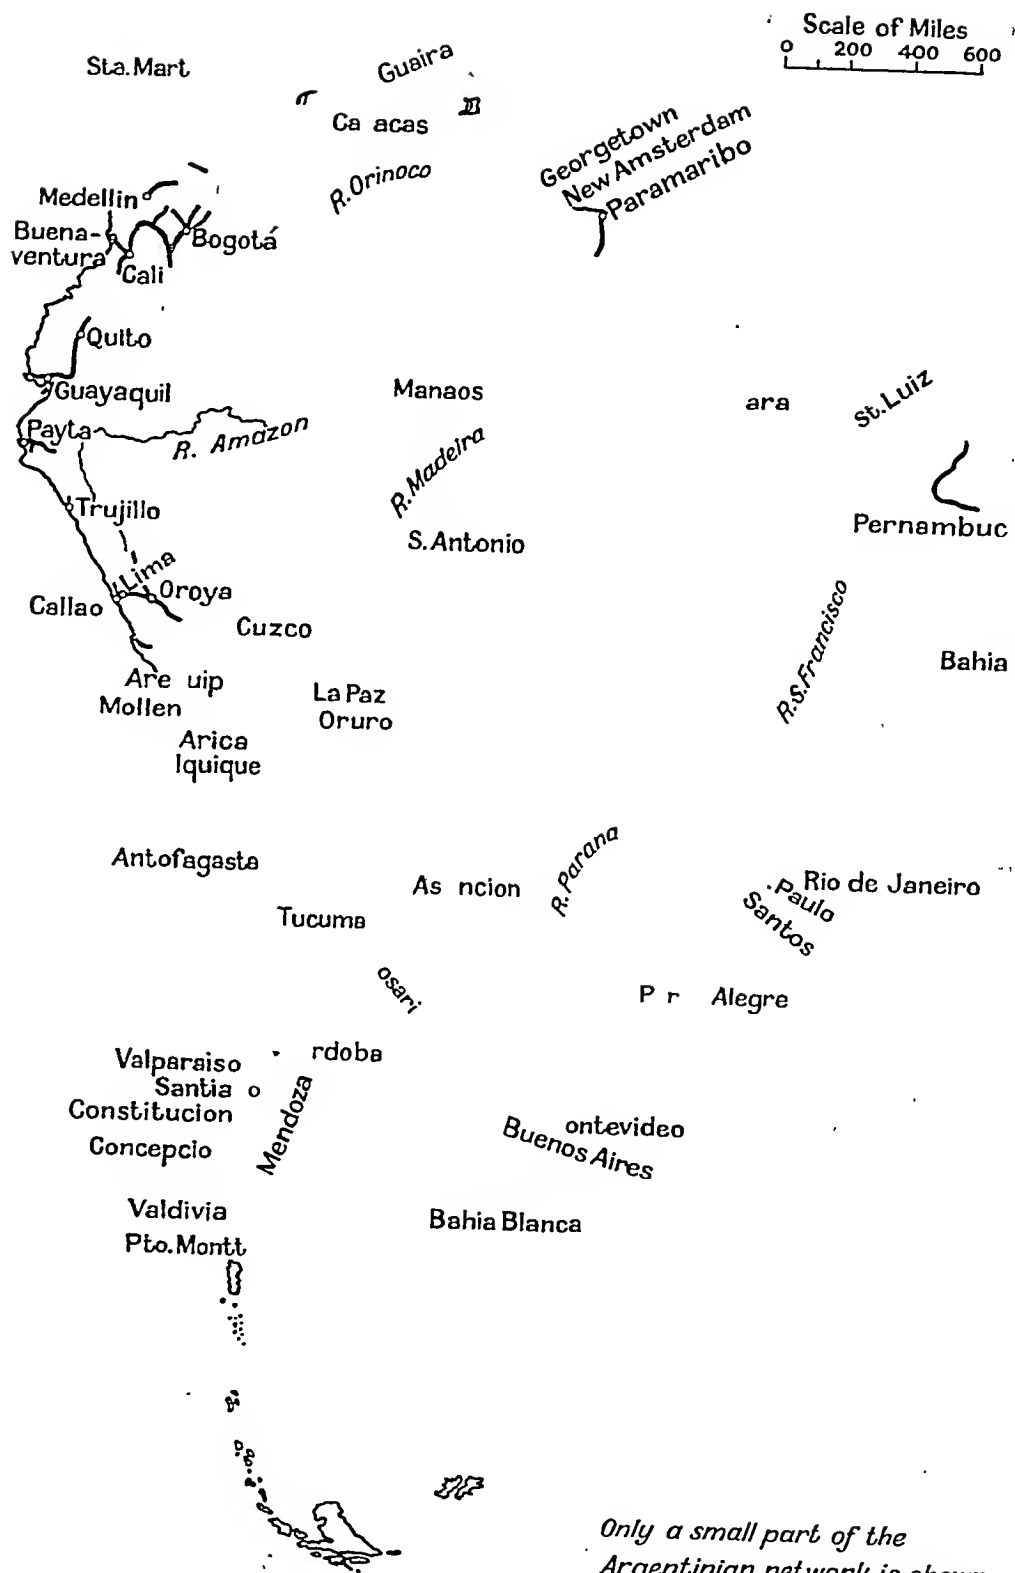 Scale of Miles
0 200 400 600
Sta.Mart
Guaira
Ca acas
R.Orinoco
Georgetown
New Amsterdam
Paramaribo
Medellin
Buena-
ventura
Bogotá
Cali
Quito
Guayaquil
Manaos
ara
St.Luiz
Payta
R. Amazon
R.Madeira
Trujillo
S.Antonio
Pernambuc
Lima
Oroya
Callao
Cuzco
R.S.Francisco
Bahia
Are uip
Mollen
La Paz
Oruro
Arica
Iquique
Antofagasta
As ncion
R.Parana
Rio de Janeiro
.Paulo
Santos
Tucuma
osari
P r Alegre
rdoba
Valparaiso
Santia o
Constitucion
Mendoza
Concepcio
ontevideo
Buenos Aires
Valdivia
Bahia Blanca
Pto.Montt
Only a small part of the
Argentinian network is shown